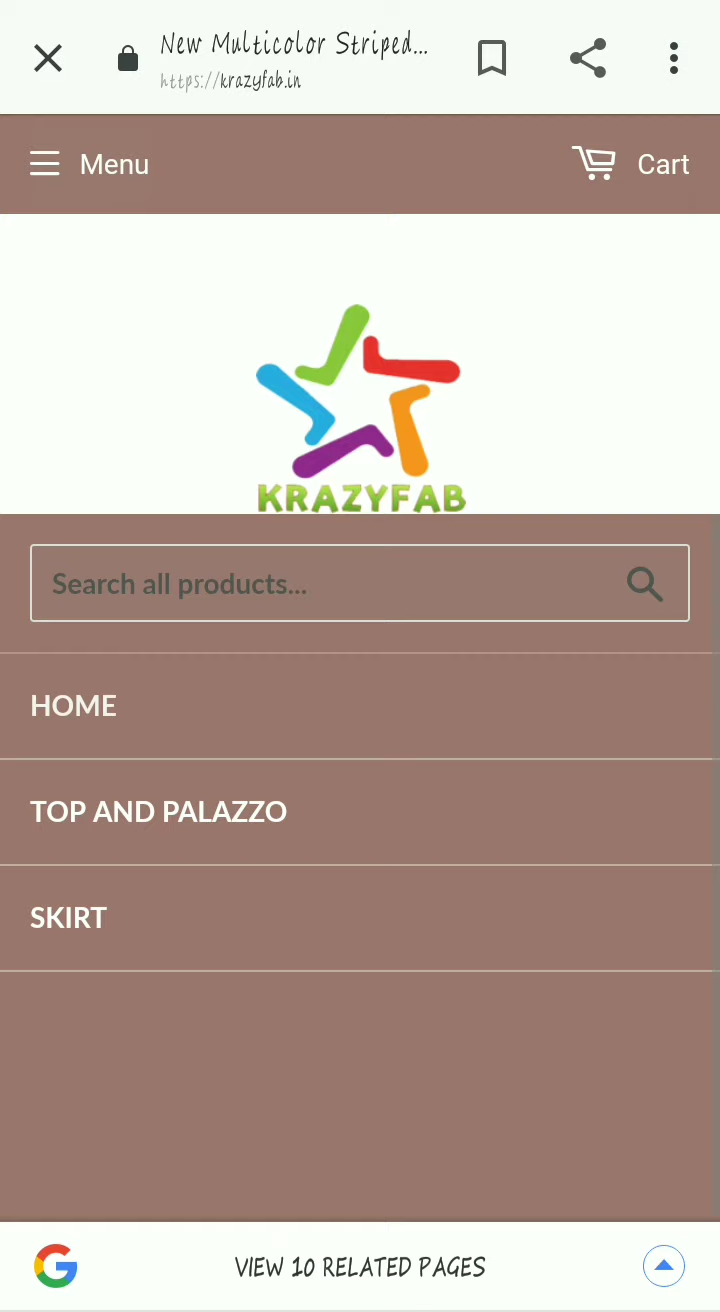 New Multicolor Striped...
https://krazyfab.in
Menu
Cart
KRAZYFAB
Search all products...
HOME
TOP AND PALAZZO
SKIRT
VIEW 10 RELATED PAGES